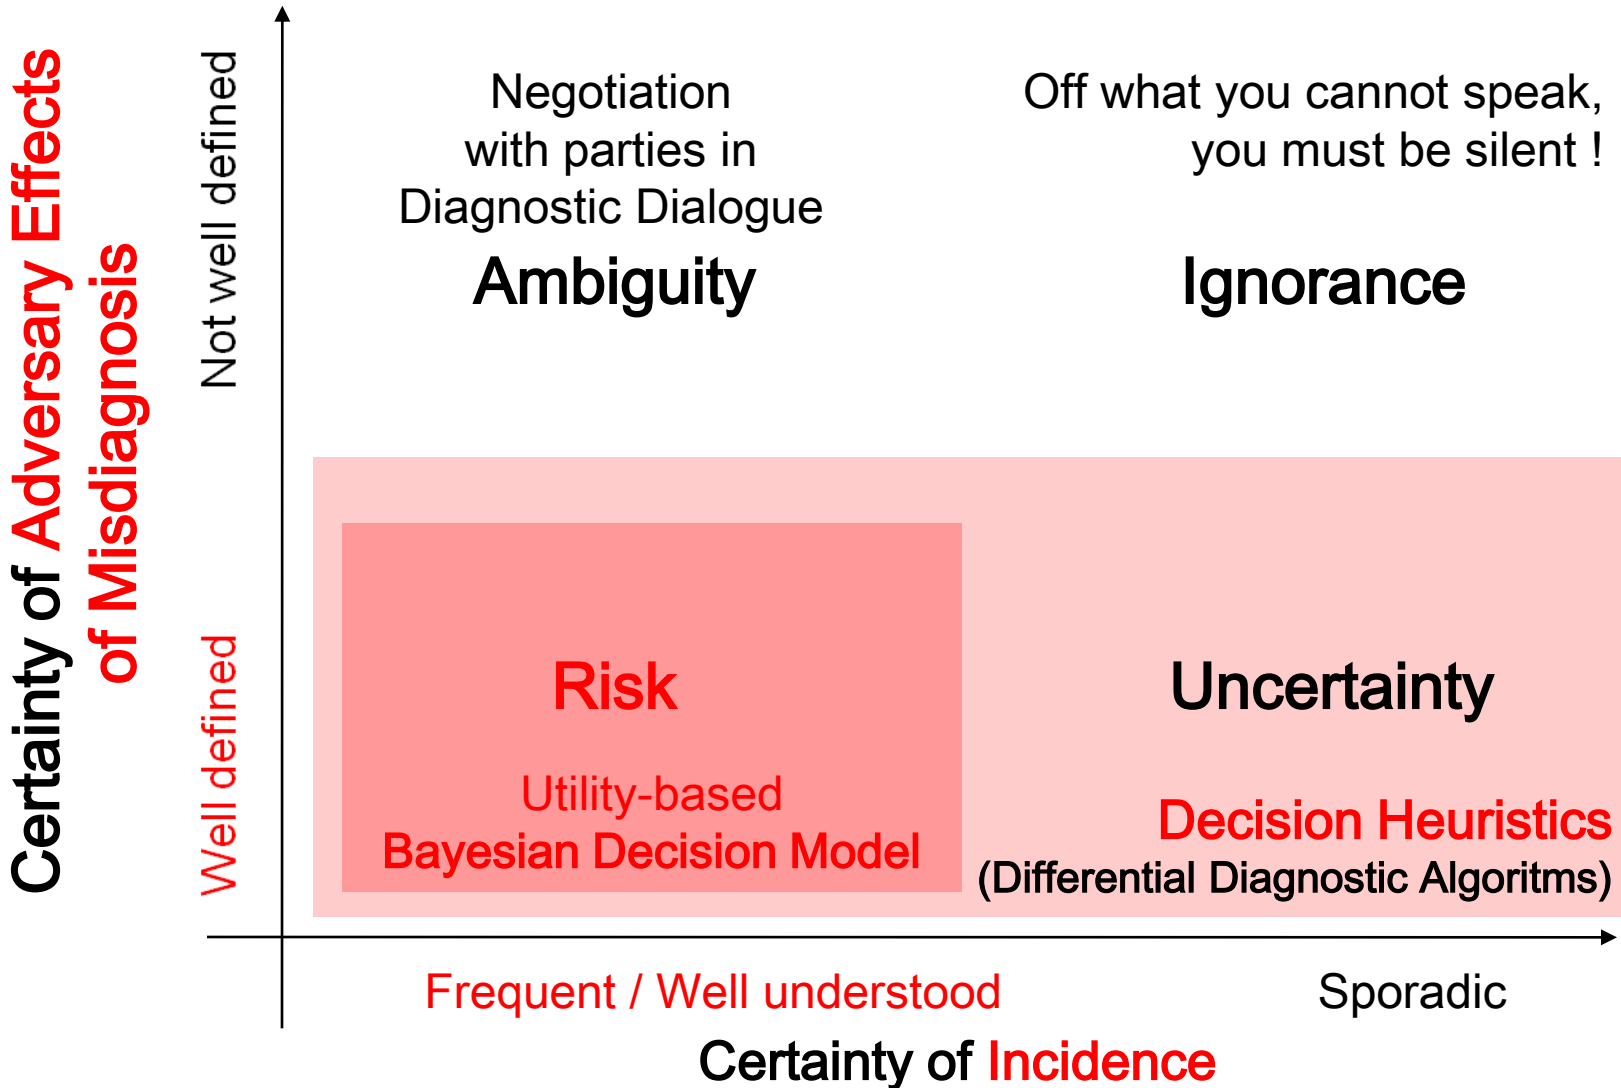 Certainty of Adversary Effects
of Misdiagnosis
Not well defined
Well defined
Negotiation
with parties in
Diagnostic Dialogue
Ambiguity
Off what you cannot speak,
you must be silent !
Ignorance
Risk
Utility-based
Bayesian Decision Model
Uncertainty
Decision Heuristics
(Differential Diagnostic Algoritms)
Frequent / Well understood
Sporadic
Certainty of Incidence